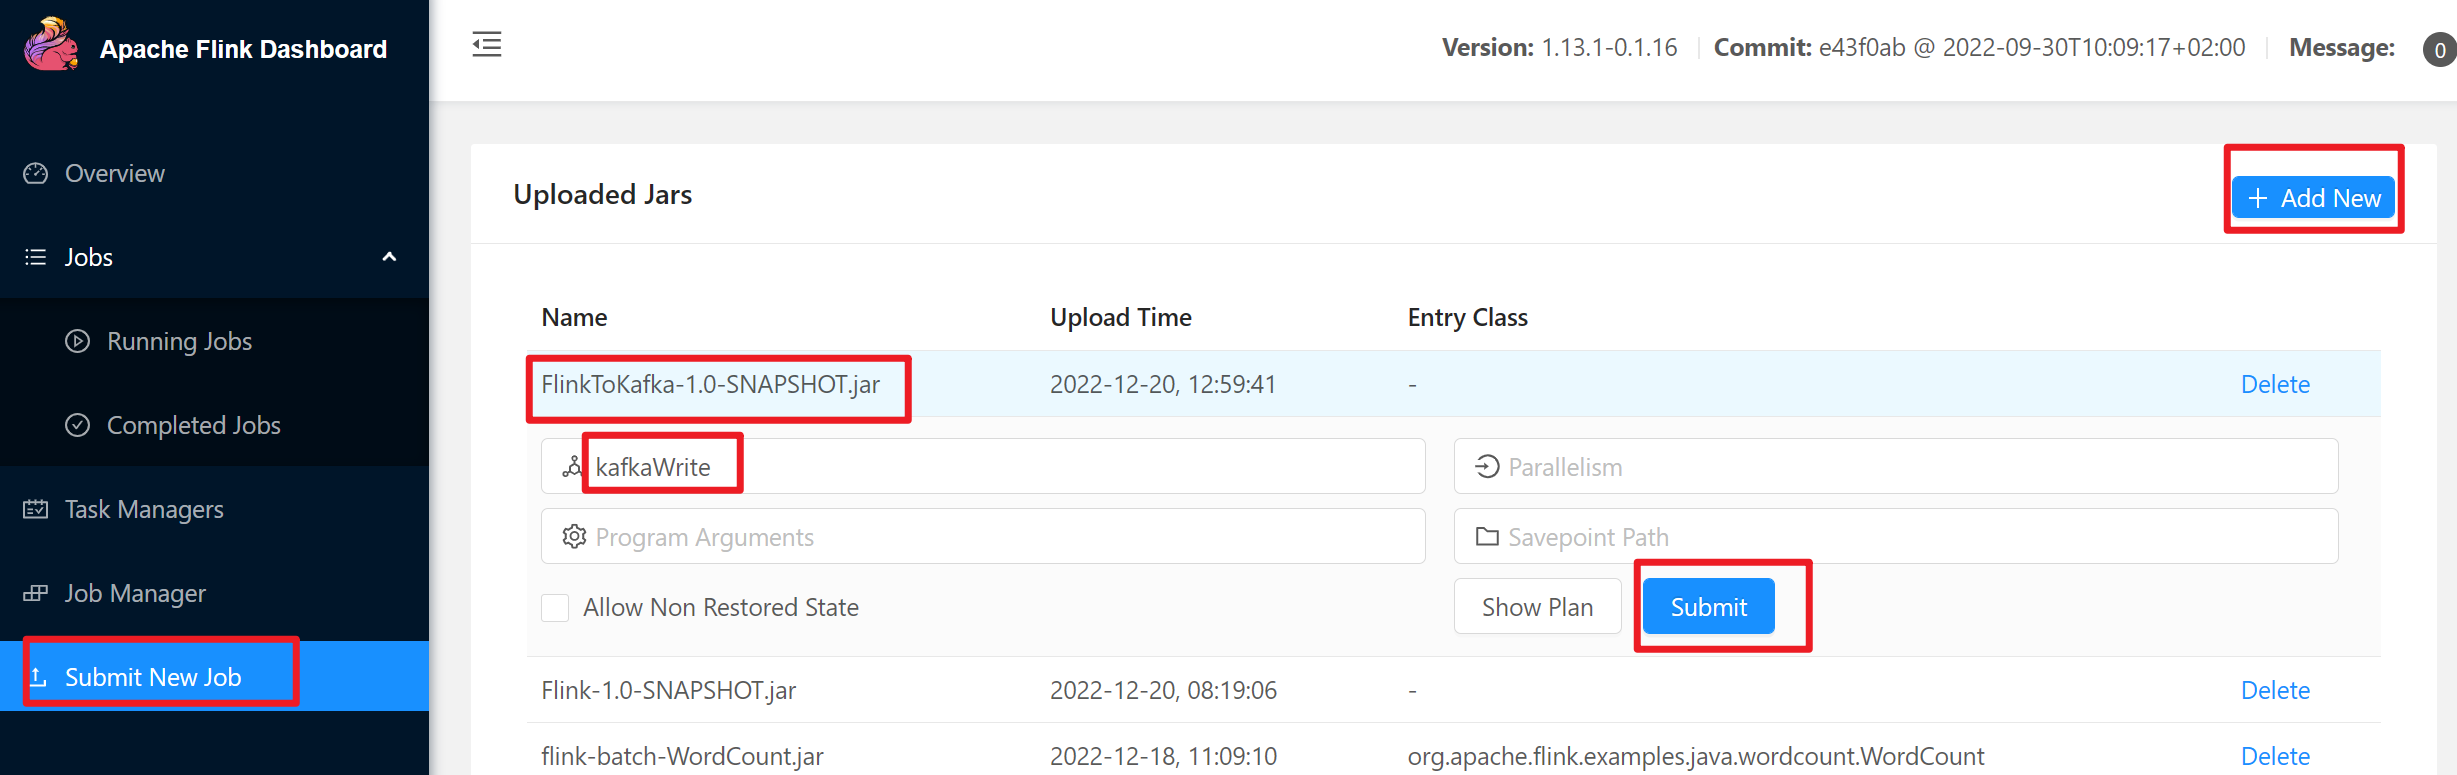 Apache Flink Dashboard
Version: 1.13.1-0.1.16 Commit: e43f0ab @ 2022-09-30T10:09:17+02:00 Message: 0
Overview
Jobs
Running Jobs
Completed Jobs
Task Managers
Job Manager
Submit New Job
Uploaded Jars
Add New
Name Upload Time Entry Class
FlinkToKafka-1.0-SNAPSHOT.jar 2022-12-20, 12:59:41 - Delete
kafkaWrite Parallelism
Program Arguments Savepoint Path
Allow Non Restored State Show Plan Submit
Flink-1.0-SNAPSHOT.jar 2022-12-20, 08:19:06 - Delete
flink-batch-WordCount.jar 2022-12-18, 11:09:10 org.apache.flink.examples.java.wordcount.WordCount Delete